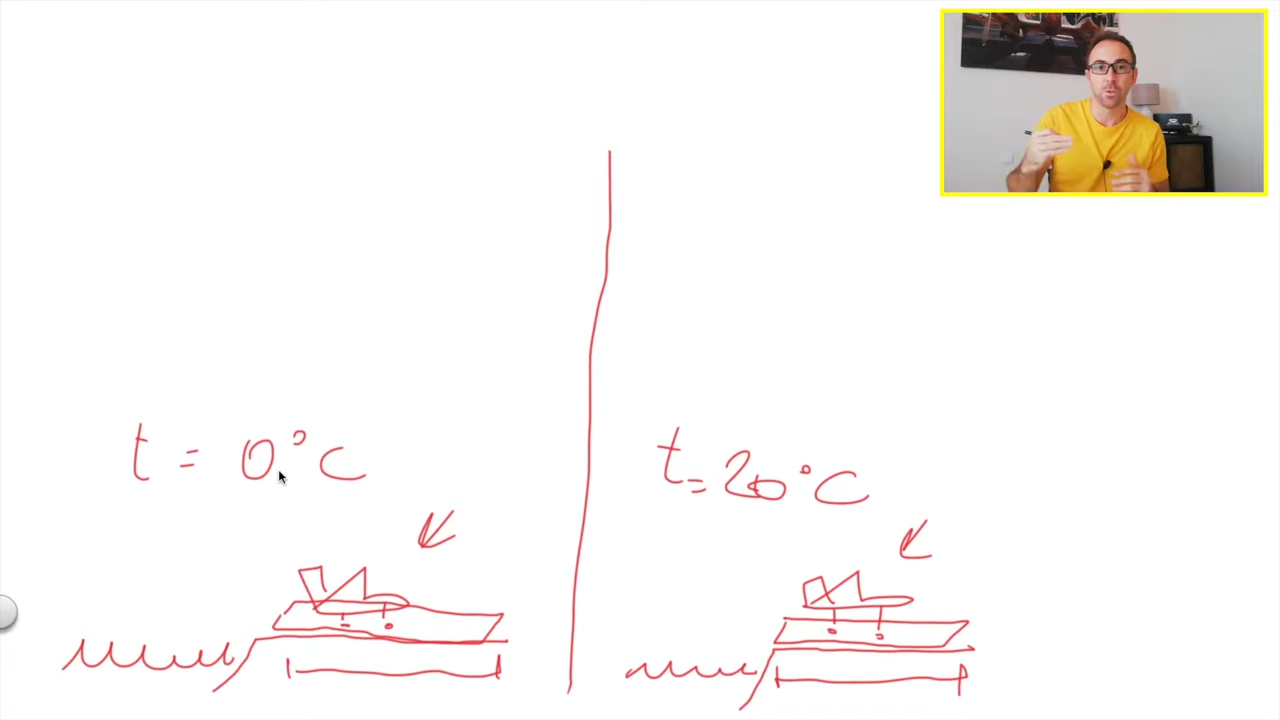 t = 0°C
t = 20°C